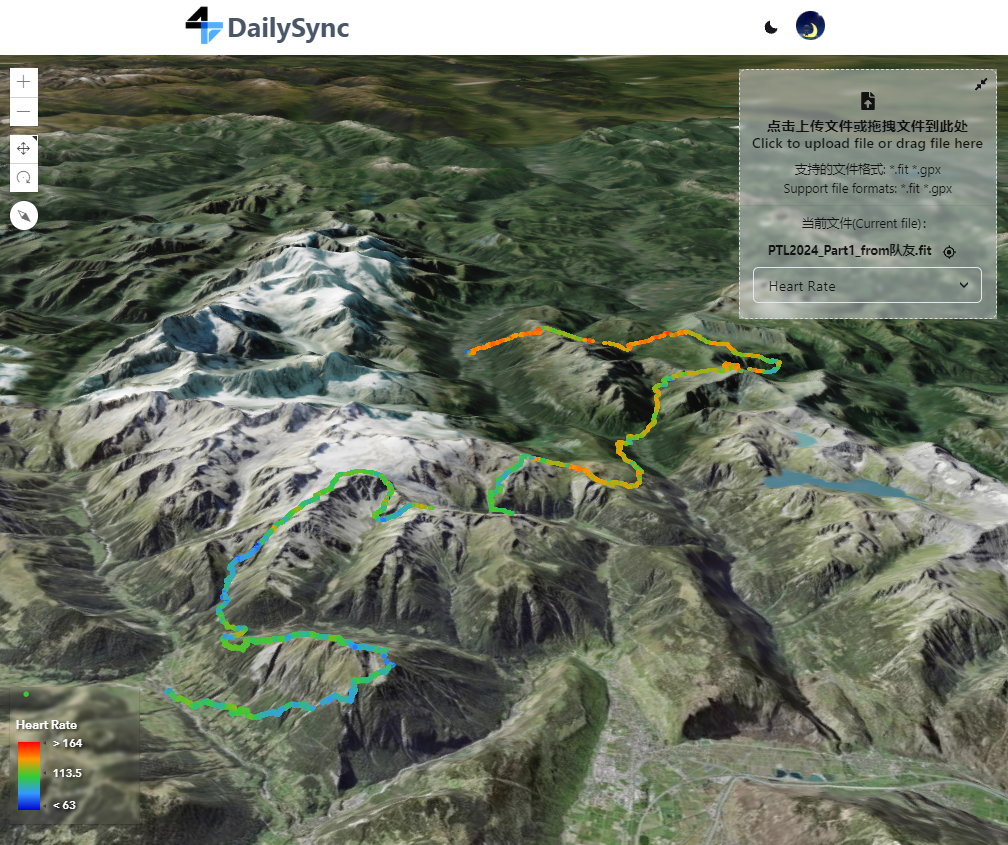 DailySync
点击上传文件或拖拽文件到此处
Click to upload file or drag file here
支持的文件格式: *.fit *.gpx
Support file formats: *.fit *.gpx
当前文件(Current file)：
PTL2024_Part1_from队友.fit
Heart Rate
Heart Rate
> 164
113.5
< 63